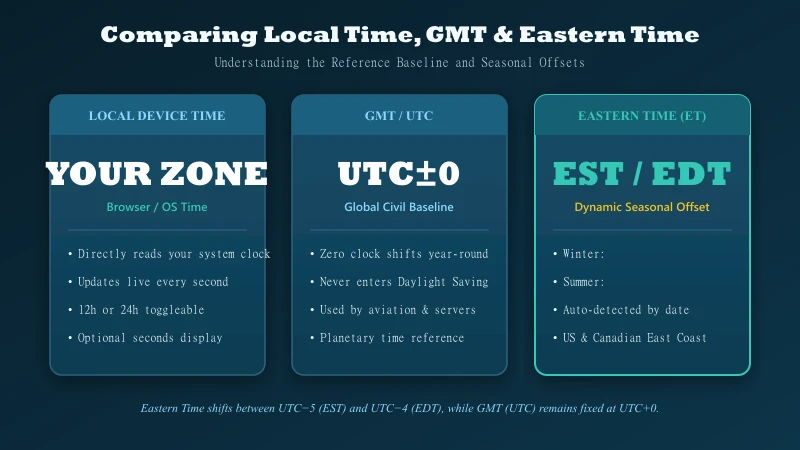 Comparing Local Time, GMT & Eastern Time
Understanding the Reference Baseline and Seasonal Offsets
LOCAL DEVICE TIME
YOUR ZONE
Browser / OS Time
• Directly reads your system clock
• Updates live every second
• 12h or 24h toggleable
• Optional seconds display
GMT / UTC
UTC±0
Global Civil Baseline
• Zero clock shifts year-round
• Never enters Daylight Saving
• Used by aviation & servers
• Planetary time reference
EASTERN TIME (ET)
EST / EDT
Dynamic Seasonal Offset
• Winter:
• Summer:
• Auto-detected by date
• US & Canadian East Coast
Eastern Time shifts between UTC−5 (EST) and UTC−4 (EDT), while GMT (UTC) remains fixed at UTC+0.